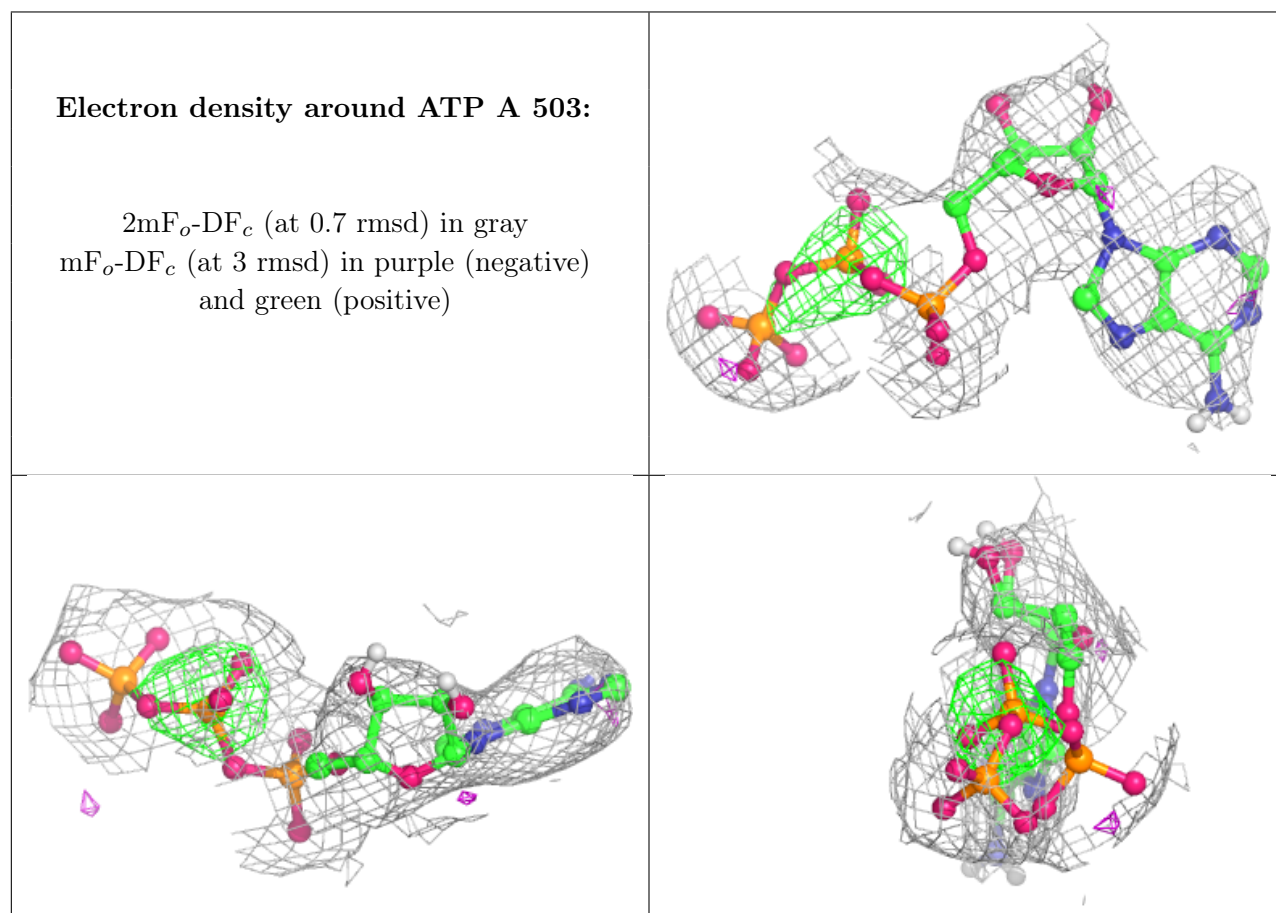 Electron density around ATP A 503:
2mFₒ-DF𝒸 (at 0.7 rmsd) in gray
mFₒ-DF𝒸 (at 3 rmsd) in purple (negative)
and green (positive)